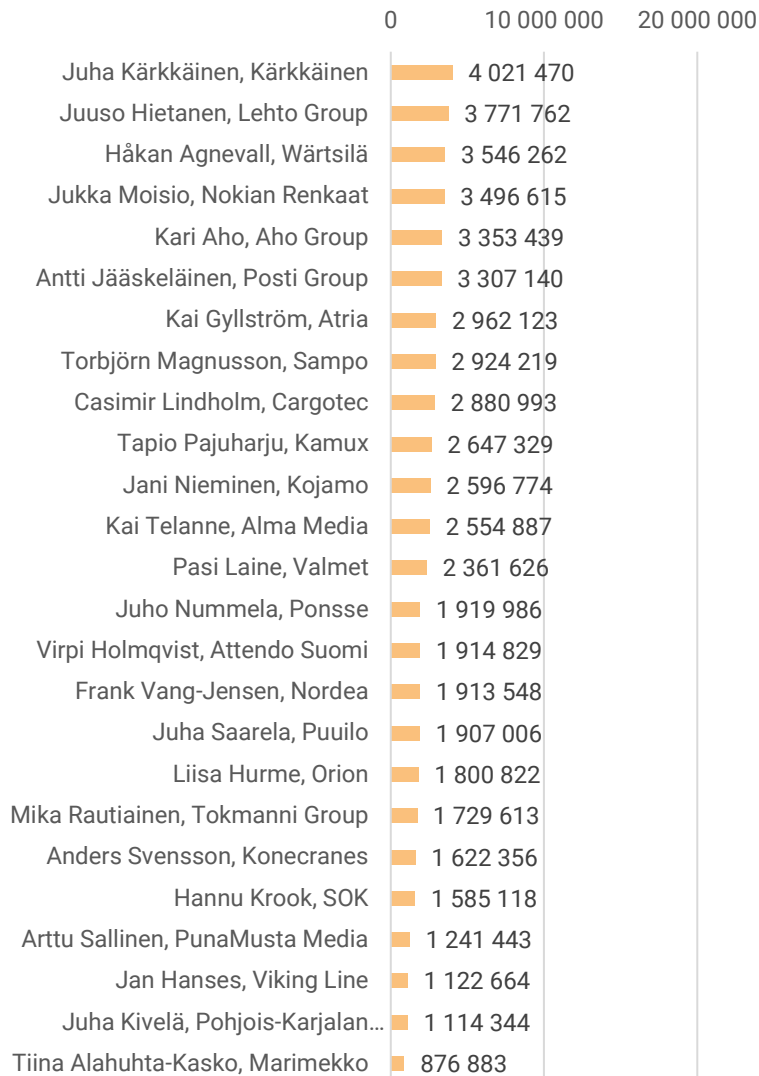 0 10 000 000 20 000 000
Juha Kärkkäinen, Kärkkäinen 4 021 470
Juuso Hietanen, Lehto Group 3 771 762
Håkan Agnevall, Wärtsilä 3 546 262
Jukka Moisio, Nokian Renkaat 3 496 615
Kari Aho, Aho Group 3 353 439
Antti Jääskeläinen, Posti Group 3 307 140
Kai Gyllström, Atria 2 962 123
Torbjörn Magnusson, Sampo 2 924 219
Casimir Lindholm, Cargotec 2 880 993
Tapio Pajuharju, Kamux 2 647 329
Jani Nieminen, Kojamo 2 596 774
Kai Telanne, Alma Media 2 554 887
Pasi Laine, Valmet 2 361 626
Juho Nummela, Ponsse 1 919 986
Virpi Holmqvist, Attendo Suomi 1 914 829
Frank Vang-Jensen, Nordea 1 913 548
Juha Saarela, Puuilo 1 907 006
Liisa Hurme, Orion 1 800 822
Mika Rautiainen, Tokmanni Group 1 729 613
Anders Svensson, Konecranes 1 622 356
Hannu Krook, SOK 1 585 118
Arttu Sallinen, PunaMusta Media 1 241 443
Jan Hanses, Viking Line 1 122 664
Juha Kivelä, Pohjois-Karjalan… 1 114 344
Tiina Alahuhta-Kasko, Marimekko 876 883